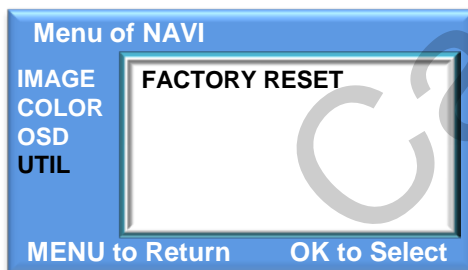 Menu of NAVI
IMAGE
COLOR
OSD
UTIL
FACTORY RESET
MENU to Return OK to Select